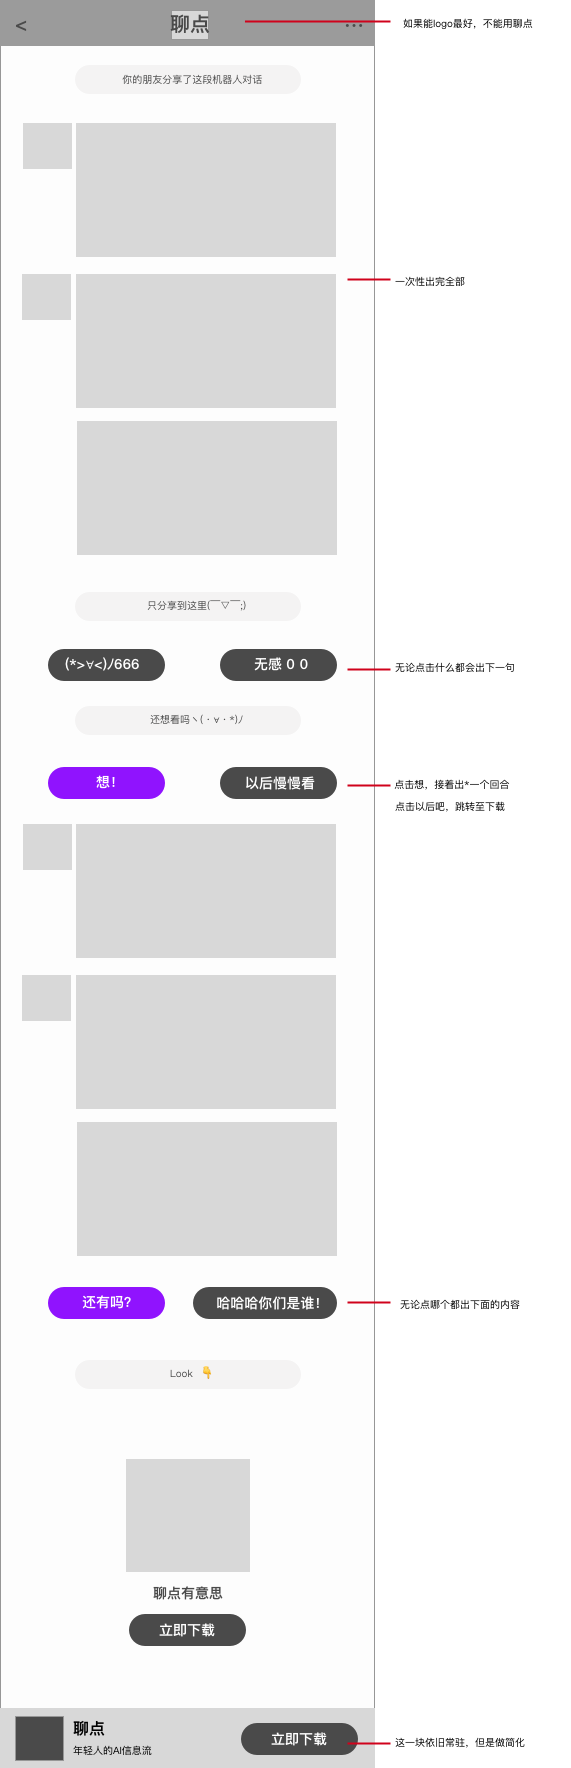 < 聊点 ···
如果能logo最好，不能用聊点
你的朋友分享了这段机器人对话
一次性出完全部
只分享到这里(￣▽￣;)
(*>∀<)ﾉ666
无感 0 0
无论点击什么都会出下一句
还想看吗ヽ(・∀・*)ﾉ
想！
以后慢慢看
点击想，接着出*一个回合
点击以后吧，跳转至下载
还有吗？
哈哈哈你们是谁！
无论点哪个都出下面的内容
Look 👇
聊点有意思
立即下载
聊点
年轻人的AI信息流
立即下载
这一块依旧常驻，但是做简化